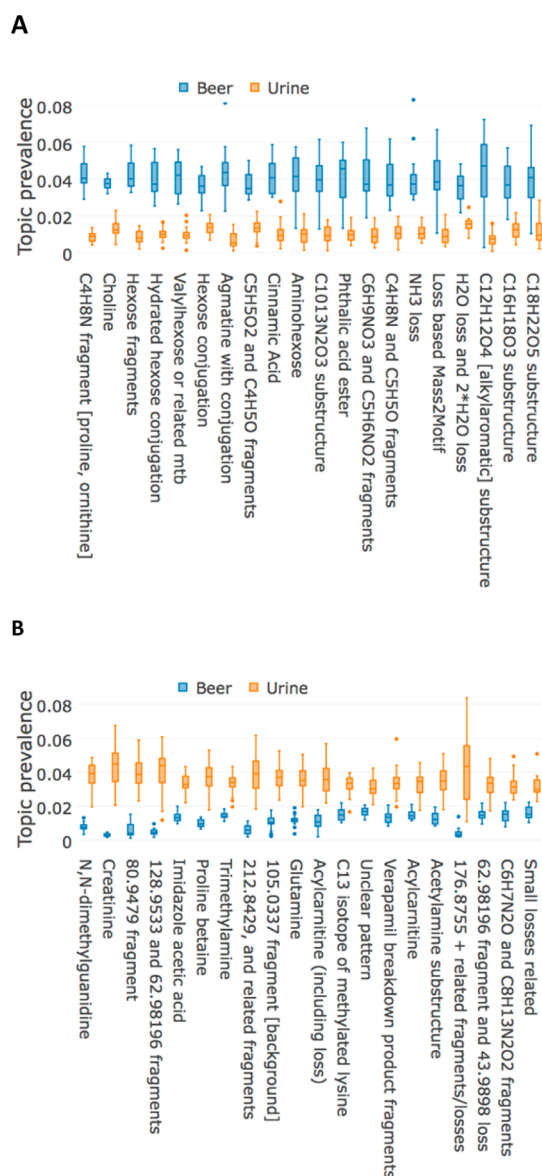 A
Beer Urine
Topic prevalence
0.08
0.06
0.04
0.02
0
C4H8N fragment [proline, ornithine]
Choline
Hexose fragments
Hydrated hexose conjugation
Valylhexose or related mtb
Hexose conjugation
Agmatine with conjugation
C5H5O2 and C4H5O fragments
Cinnamic Acid
Aminohexose
C1013N2O3 substructure
Phthalic acid ester
C6H9NO3 and C5H6NO2 fragments
C4H8N and C5H5O fragments
NH3 loss
Loss based Mass2Motif
H2O loss and 2*H2O loss
C12H12O4 [alkylaromatic] substructure
C16H18O3 substructure
C18H22O5 substructure
B
Beer Urine
Topic prevalence
0.08
0.06
0.04
0.02
0
N,N-dimethylguanidine
Creatinine
80.9479 fragment
128.9533 and 62.98196 fragments
Imidazole acetic acid
Proline betaine
Trimethylamine
212.8429, and related fragments
105.0337 fragment [background]
Glutamine
Acylcarnitine (including loss)
C13 isotope of methylated lysine
Unclear pattern
Verapamil breakdown product fragments
Acylcarnitine
Acetylamine substructure
176.8755 + related fragments/losses
62.98196 fragment and 43.9898 loss
C6H7N2O and C8H13N2O2 fragments
Small losses related